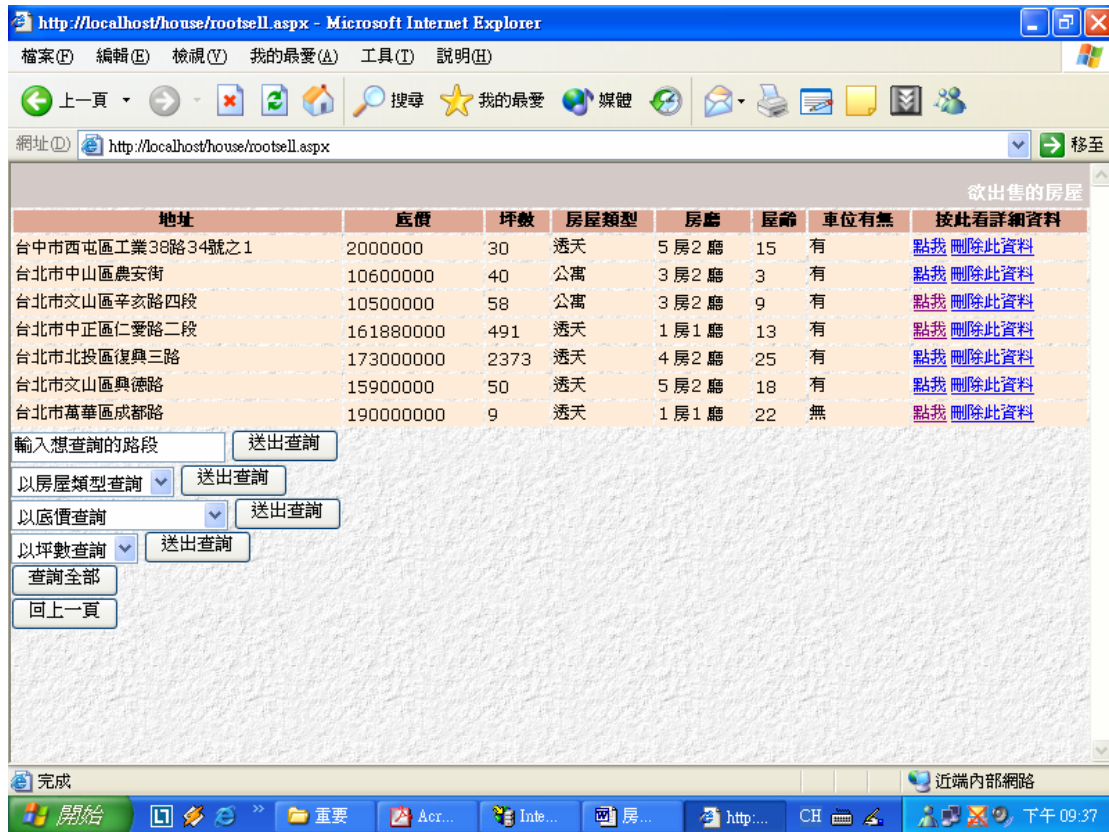 http://localhost/house/rootsell.aspx - Microsoft Internet Explorer
檔案(F) 編輯(E) 檢視(V) 我的最愛(A) 工具(T) 說明(H)
上一頁 搜尋 我的最愛 媒體
網址(D) http://localhost/house/rootsell.aspx 移至
欲出售的房屋
地址 底價 坪數 房屋類型 房廳 屋齡 車位有無 按此看詳細資料
台中市西屯區工業38路34號之1 2000000 30 透天 5 房2 廳 15 有 點我 刪除此資料
台北市中山區農安街 10600000 40 公寓 3 房2 廳 3 有 點我 刪除此資料
台北市文山區辛亥路四段 10500000 58 公寓 3 房2 廳 9 有 點我 刪除此資料
台北市中正區仁愛路二段 161880000 491 透天 1 房1 廳 13 有 點我 刪除此資料
台北市北投區復興三路 173000000 2373 透天 4 房2 廳 25 有 點我 刪除此資料
台北市文山區興德路 15900000 50 透天 5 房2 廳 18 有 點我 刪除此資料
台北市萬華區成都路 190000000 9 透天 1 房1 廳 22 無 點我 刪除此資料
輸入想查詢的路段 送出查詢
以房屋類型查詢 送出查詢
以底價查詢 送出查詢
以坪數查詢 送出查詢
查詢全部
回上一頁
完成 近端內部網路
開始 » 重要 Acr... Inte... 房... http:... CH 下午 09:37